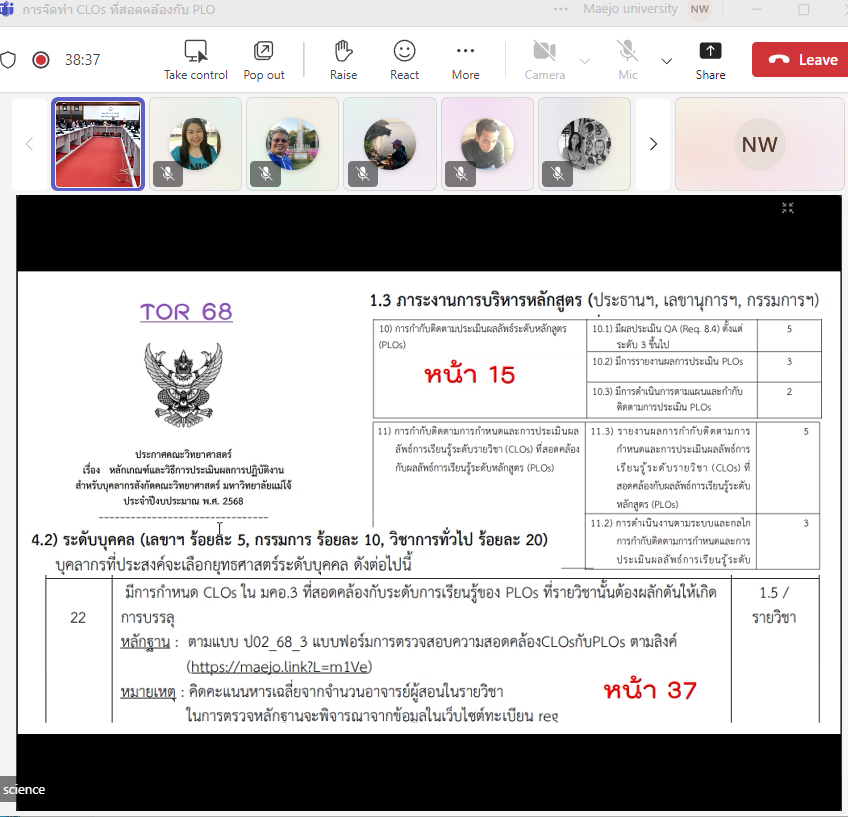 การจัดทำ CLOs ที่สอดคล้องกับ PLO
Maejo university
NW
38:37
Take control
Pop out
Raise
React
More
Camera
Mic
Share
Leave
NW
TOR 68
ประกาศคณะวิทยาศาสตร์
เรื่อง หลักเกณฑ์และวิธีการประเมินผลการปฏิบัติงาน
สำหรับบุคลากรสังกัดคณะวิทยาศาสตร์ มหาวิทยาลัยแม่โจ้
ประจำปีงบประมาณ พ.ศ. 2568
--------------------------------
1.3 ภาระงานการบริหารหลักสูตร (ประธานฯ, เลขานุการฯ, กรรมการฯ)
10) การกำกับติดตามประเมินผลลัพธ์ระดับหลักสูตร
(PLOs)
หน้า 15
10.1) มีผลประเมิน QA (Req. 8.4) ตั้งแต่
ระดับ 3 ขึ้นไป
5
10.2) มีการรายงานผลการประเมิน PLOs
3
10.3) มีการดำเนินการตามแผนและกำกับ
ติดตามการประเมิน PLOs
2
11) การกำกับติดตามการกำหนดและการประเมินผล
ลัพธ์การเรียนรู้ระดับรายวิชา (CLOs) ที่สอดคล้อง
กับผลลัพธ์การเรียนรู้ระดับหลักสูตร (PLOs)
11.3) รายงานผลการกำกับติดตามการ
กำหนดและการประเมินผลลัพธ์การ
เรียนรู้ระดับรายวิชา (CLOs) ที่
สอดคล้องกับผลลัพธ์การเรียนรู้ระดับ
หลักสูตร (PLOs)
5
11.2) การดำเนินงานตามระบบและกลไก
การกำกับติดตามการกำหนดและการ
ประเมินผลลัพธ์การเรียนรู้ระดับ
3
4.2) ระดับบุคคล (เลขาฯ ร้อยละ 5, กรรมการ ร้อยละ 10, วิชาการทั่วไป ร้อยละ 20)
บุคลากรที่ประสงค์จะเลือกยุทธศาสตร์ระดับบุคคล ดังต่อไปนี้
22
มีการกำหนด CLOs ใน มคอ.3 ที่สอดคล้องกับระดับการเรียนรู้ของ PLOs ที่รายวิชานั้นต้องผลักดันให้เกิด
การบรรลุ
หลักฐาน : ตามแบบ ป02_68_3 แบบฟอร์มการตรวจสอบความสอดคล้องCLOsกับPLOs ตามลิงค์
(https://maejo.link?L=m1Ve)
หมายเหตุ : คิดคะแนนหารเฉลี่ยจากจำนวนอาจารย์ผู้สอนในรายวิชา
ในการตรวจหลักฐานจะพิจารณาจากข้อมูลในเว็บไซต์ทะเบียน reg
หน้า 37
1.5 /
รายวิชา
science